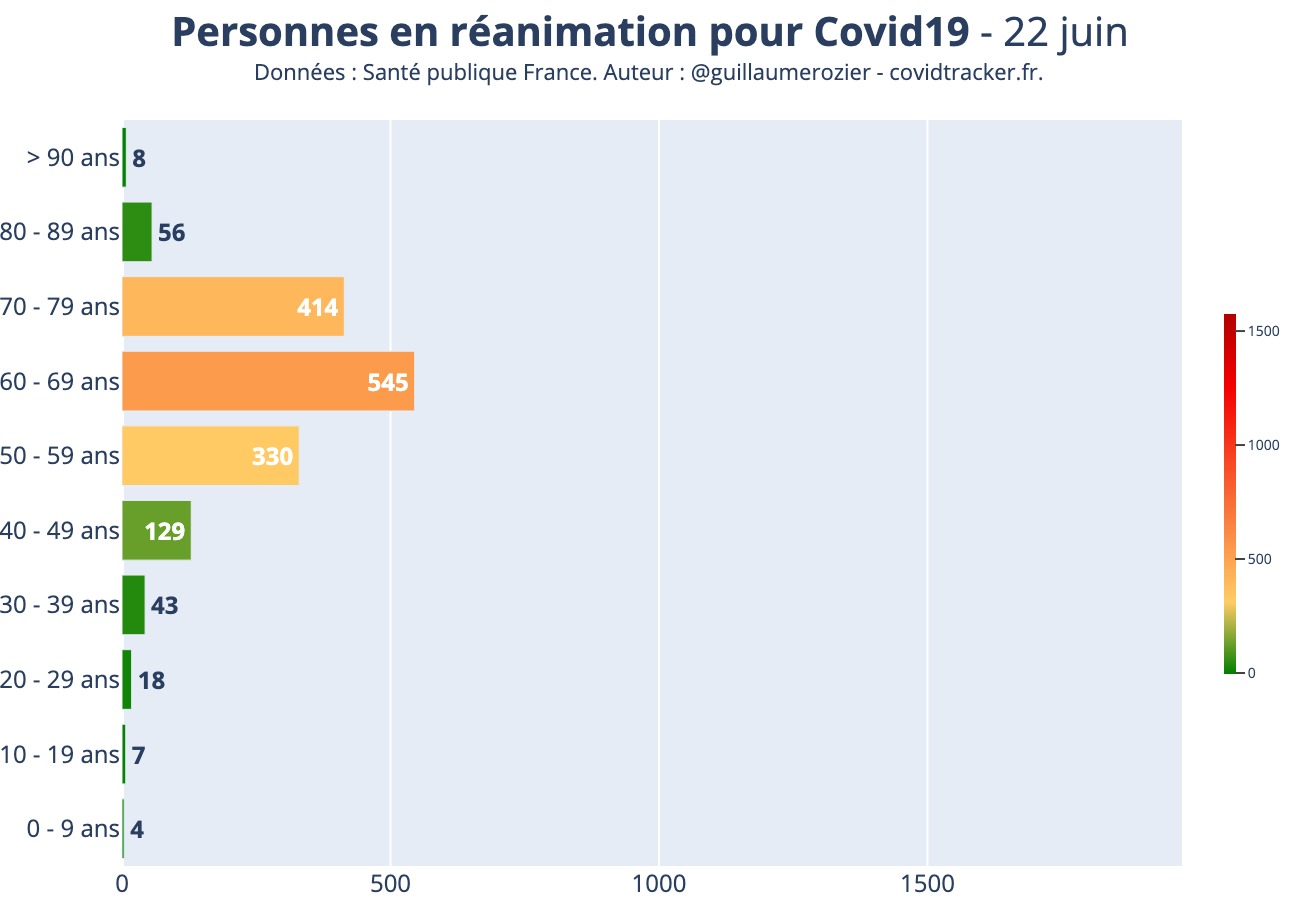 Personnes en réanimation pour Covid19 - 22 juin
Données : Santé publique France. Auteur : @guillaumerozier - covidtracker.fr.
> 90 ans 8
80 - 89 ans 56
70 - 79 ans 414
60 - 69 ans 545
50 - 59 ans 330
40 - 49 ans 129
30 - 39 ans 43
20 - 29 ans 18
10 - 19 ans 7
0 - 9 ans 4
0 500 1000 1500
1500
1000
500
0